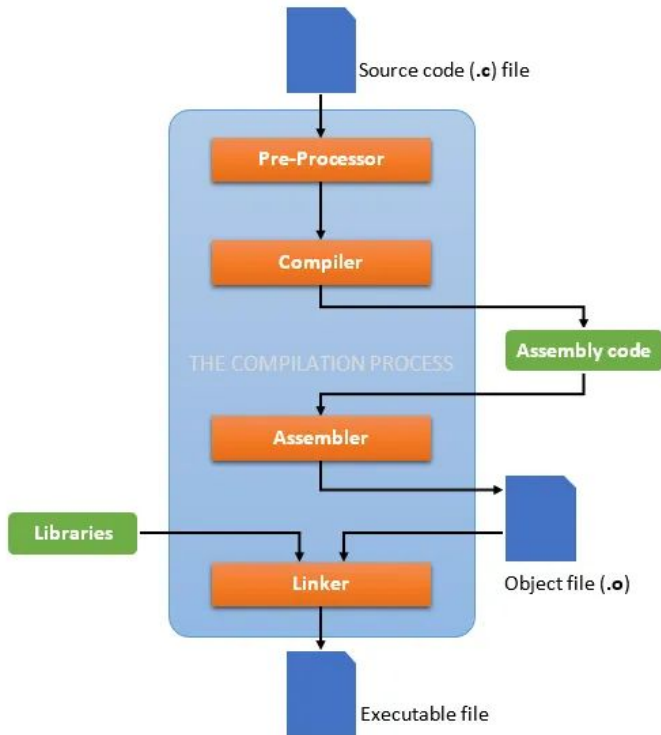 Source code (.c) file
Pre-Processor
Compiler
Assembly code
THE COMPILATION PROCESS
Assembler
Libraries
Linker
Object file (.o)
Executable file